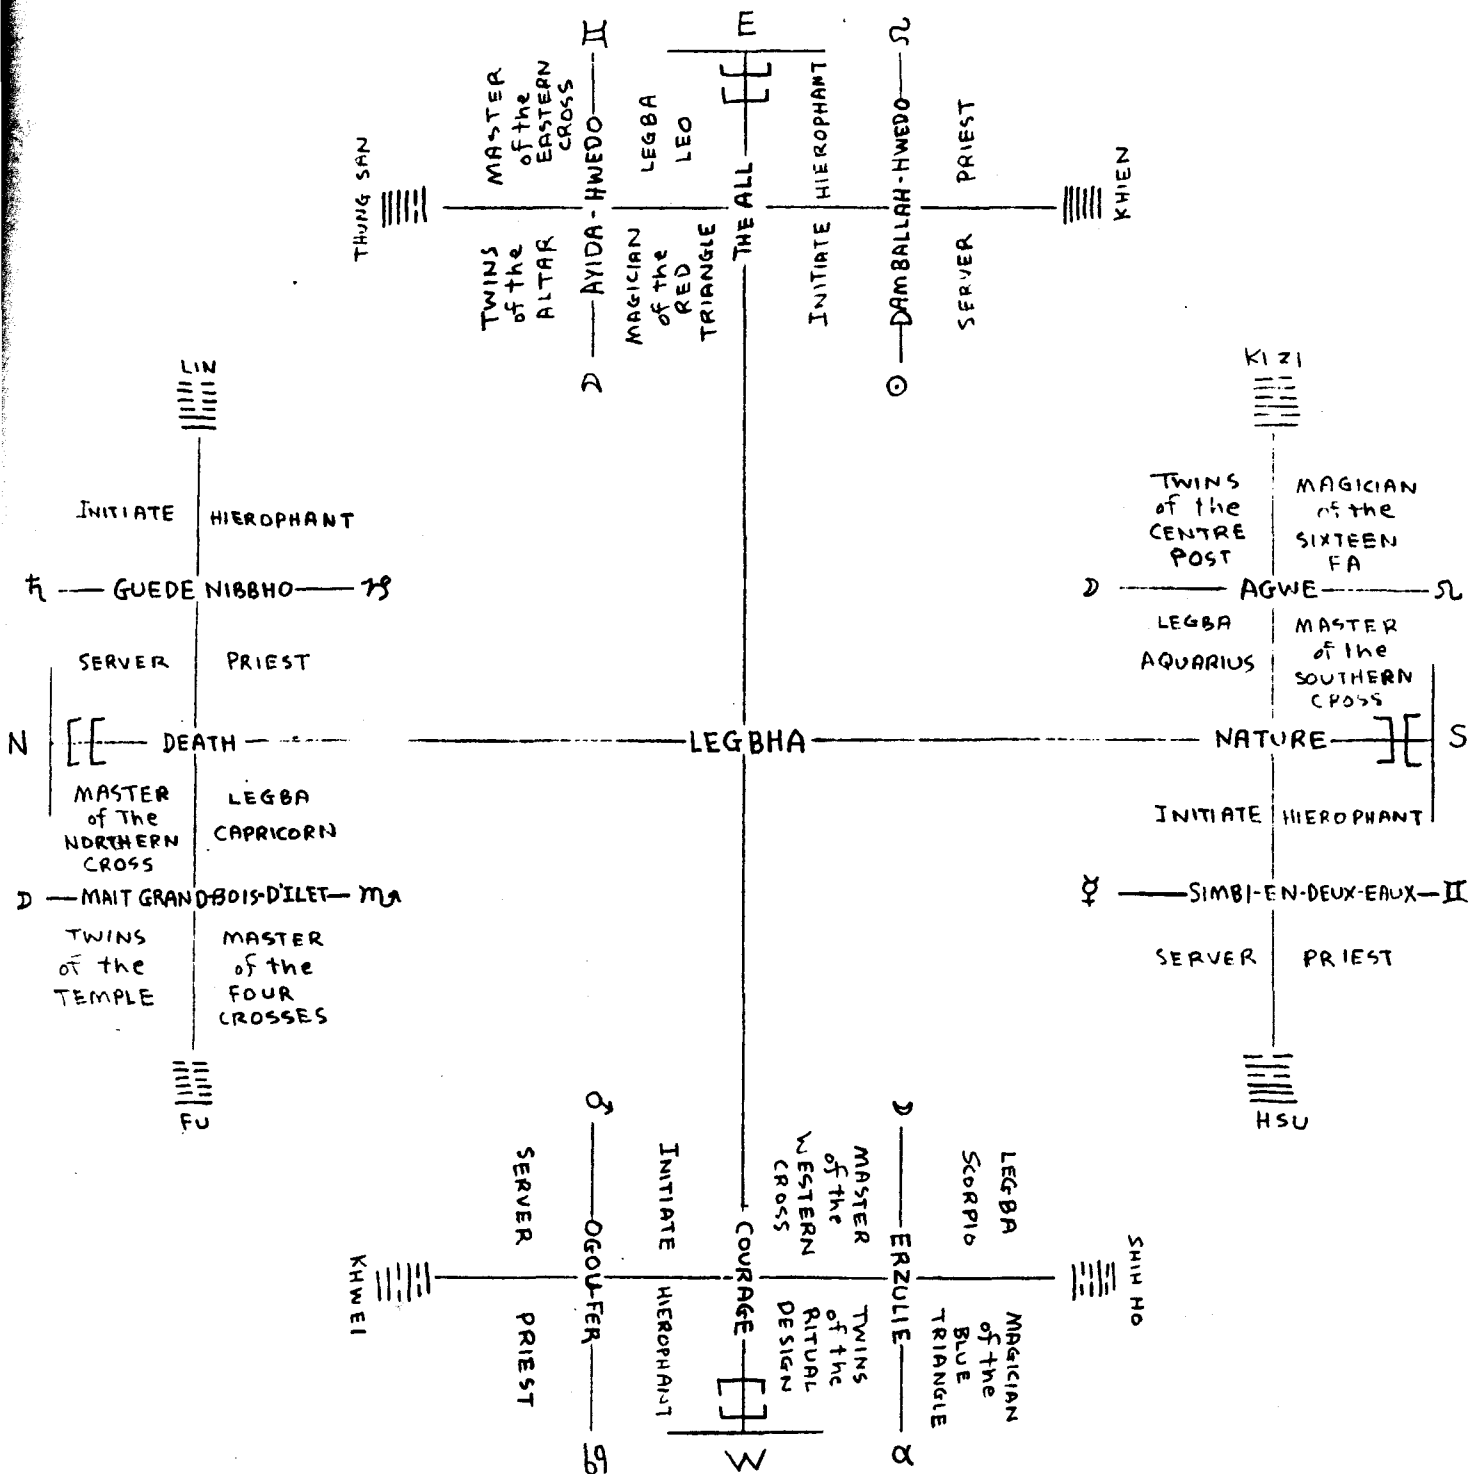 E
THUNG SAN
MASTER
of the
EASTERN
CROSS
TWINS
of the
ALTAR
♊
AYIDA-HWEDO
☽
LEGBA
LEO
MAGICIAN
of the
RED
TRIANGLE
THE ALL
INITIATE HIEROPHANT
♌
DAMBALLAH-HWEDO
☉
SERVER PRIEST
KHIEN
LIN
INITIATE HIEROPHANT
♄ GUEDE NIBBHO ♑
SERVER PRIEST
N DEATH
MASTER
of The
NORTHERN
CROSS
LEGBA
CAPRICORN
☽ MAIT GRAND-BOIS-D'ILET ♏
TWINS
of the
TEMPLE
MASTER
of the
FOUR
CROSSES
FU
LEGBHA
KI ZI
TWINS
of the
CENTRE
POST
MAGICIAN
of the
SIXTEEN
FA
☽ AGWE ♌
LEGBA
AQUARIUS
MASTER
of the
SOUTHERN
CROSS
NATURE S
INITIATE HIEROPHANT
☿ SIMBI-EN-DEUX-EAUX ♊
SERVER PRIEST
HSU
KHWEI
SERVER PRIEST
♂
OGOU-FER
♋
INITIATE HIEROPHANT
COURAGE
MASTER
of the
WESTERN
CROSS
TWINS
of the
RITUAL
DESIGN
☽
ERZULIE
α
LEGBA
SCORPIO
MAGICIAN
of the
BLUE
TRIANGLE
SHIH HO
W